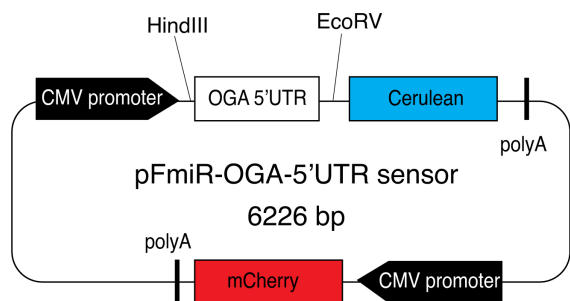 HindIII
EcoRV
CMV promoter
OGA 5'UTR
Cerulean
polyA
pFmiR-OGA-5'UTR sensor
6226 bp
polyA
mCherry
CMV promoter